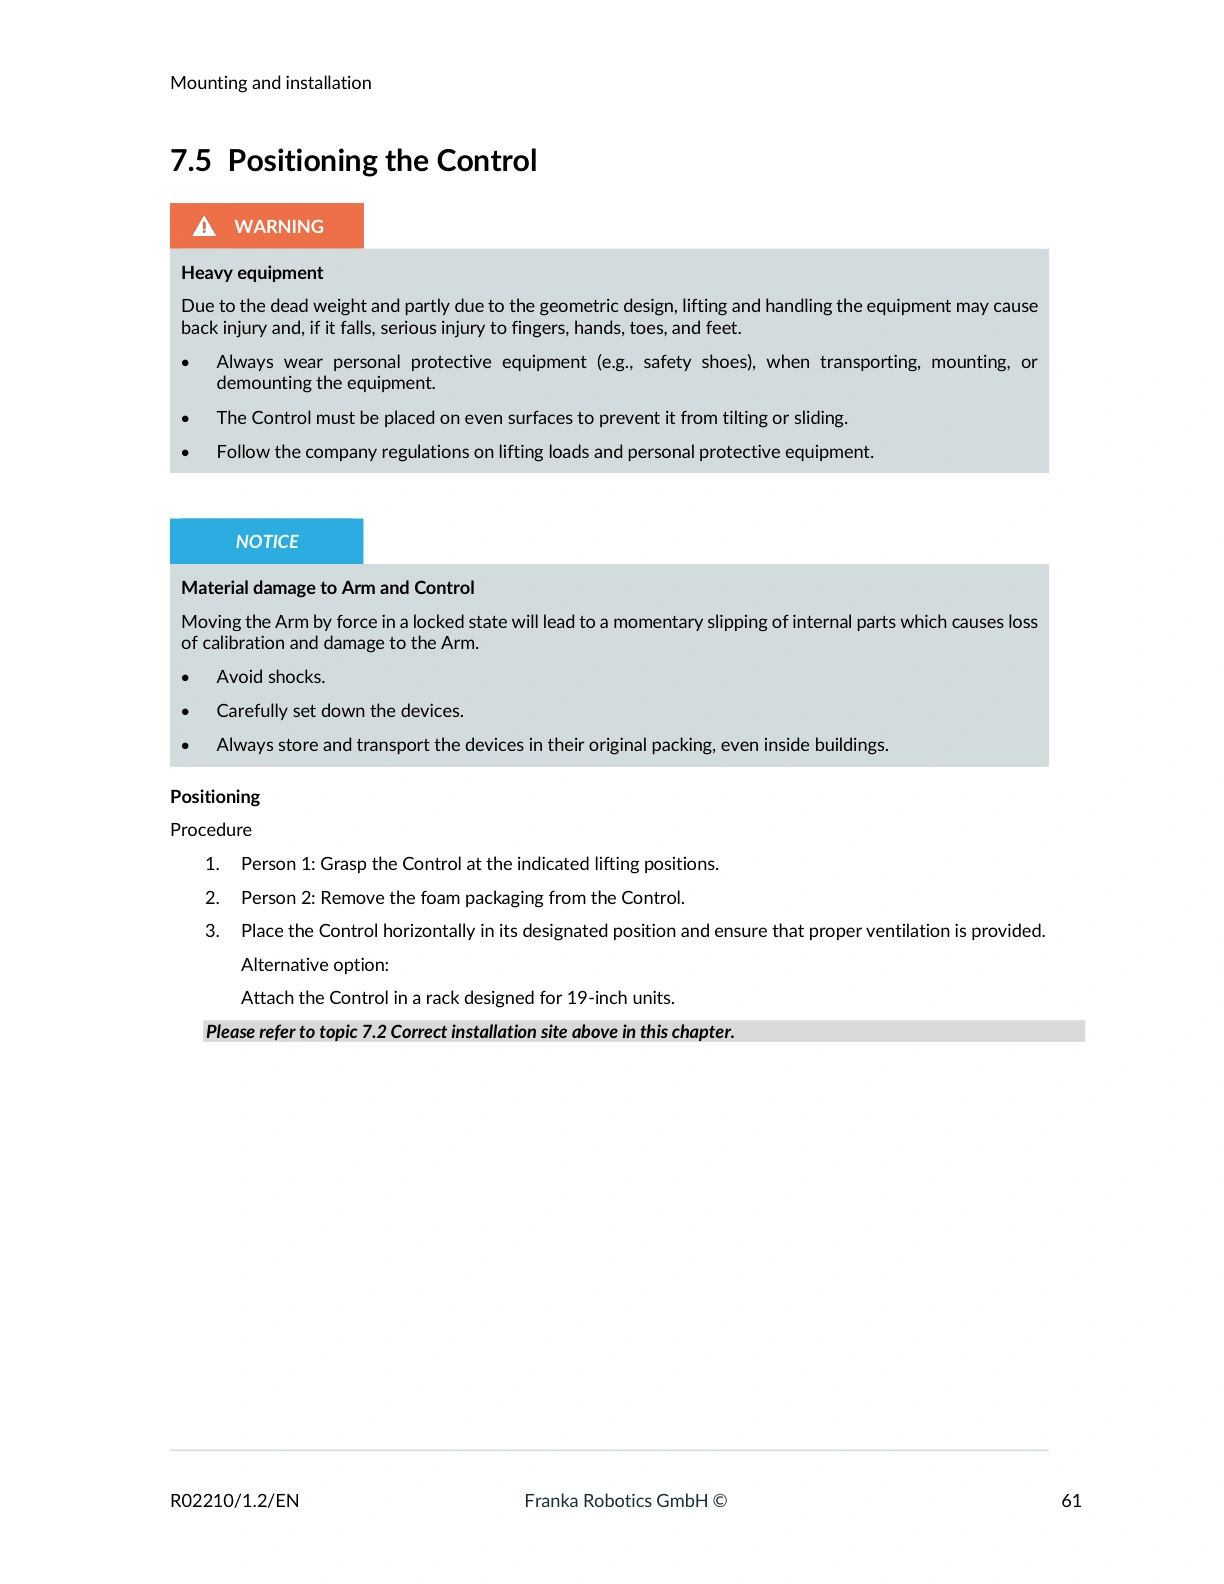 Mounting and installation
7.5 Positioning the Control
WARNING
Heavy equipment
Due to the dead weight and partly due to the geometric design, lifting and handling the equipment may cause
back injury and, if it falls, serious injury to fingers, hands, toes, and feet.
• Always wear personal protective equipment (e.g., safety shoes), when transporting, mounting, or
demounting the equipment.
• The Control must be placed on even surfaces to prevent it from tilting or sliding.
• Follow the company regulations on lifting loads and personal protective equipment.
NOTICE
Material damage to Arm and Control
Moving the Arm by force in a locked state will lead to a momentary slipping of internal parts which causes loss
of calibration and damage to the Arm.
• Avoid shocks.
• Carefully set down the devices.
• Always store and transport the devices in their original packing, even inside buildings.
Positioning
Procedure
1. Person 1: Grasp the Control at the indicated lifting positions.
2. Person 2: Remove the foam packaging from the Control.
3. Place the Control horizontally in its designated position and ensure that proper ventilation is provided.
Alternative option:
Attach the Control in a rack designed for 19-inch units.
Please refer to topic 7.2 Correct installation site above in this chapter.
R02210/1.2/EN Franka Robotics GmbH © 61